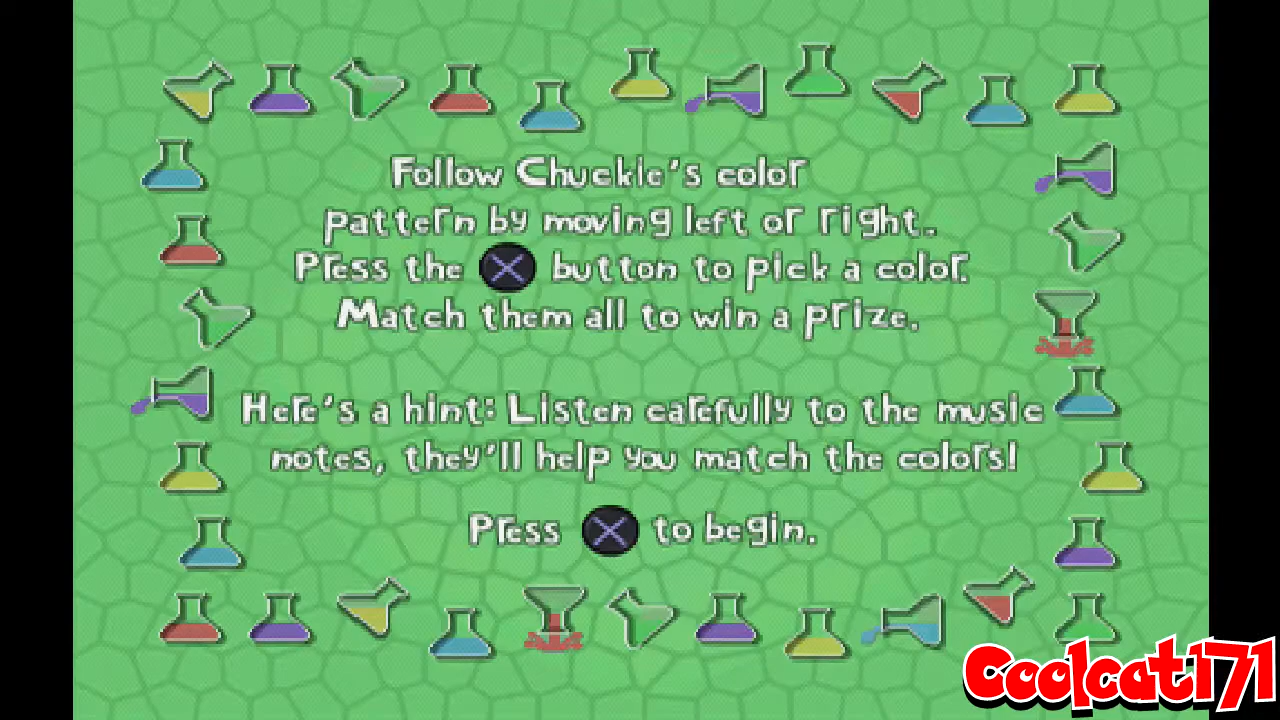 Follow Chuckie's color
pattern by moving left or right.
Press the X button to pick a color.
Match them all to win a prize.
Here's a hint: Listen carefully to the music
notes, they'll help you match the colors!
Press X to begin.
Coolcat171